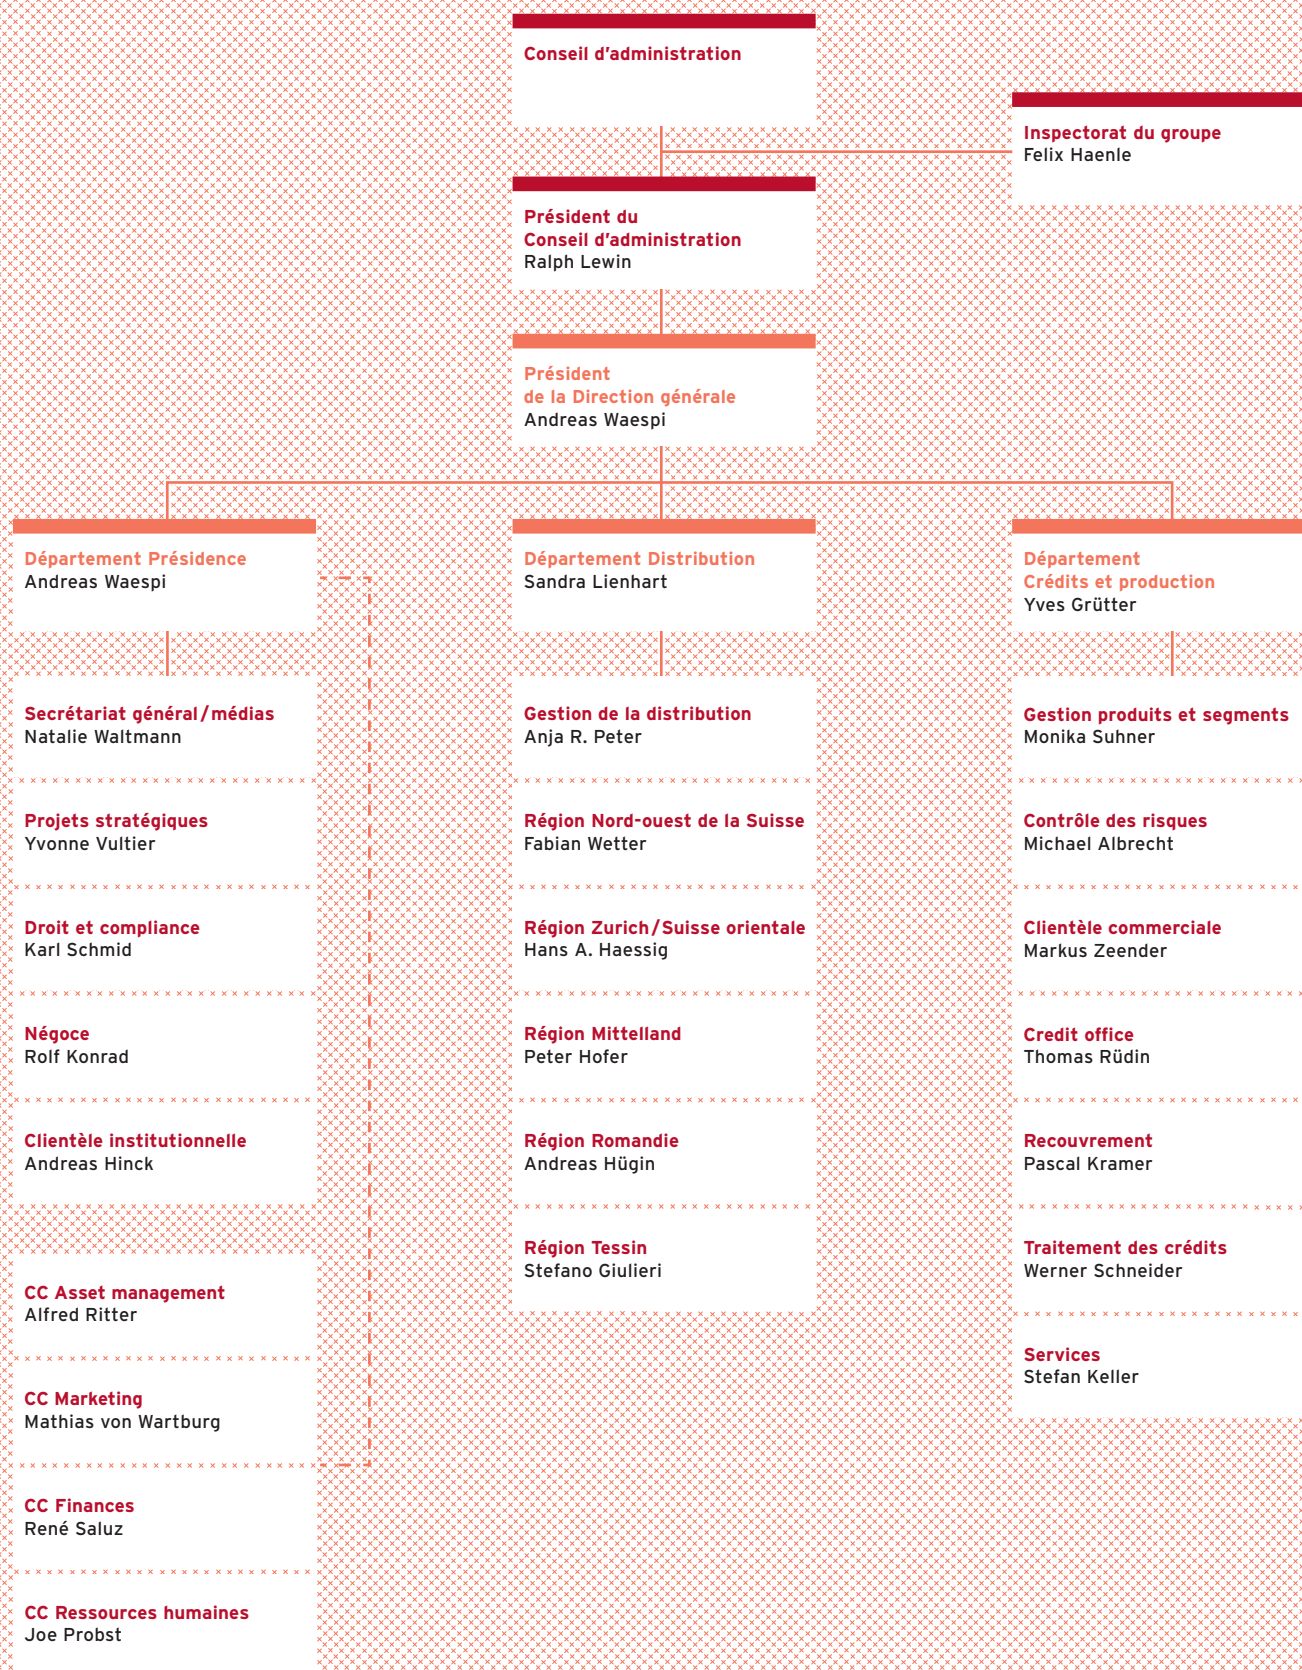 Conseil d'administration
Inspectorat du groupe
Felix Haenle
Président du
Conseil d'administration
Ralph Lewin
Président
de la Direction générale
Andreas Waespi
Département Présidence
Andreas Waespi
Secrétariat général/médias
Natalie Waltmann
Projets stratégiques
Yvonne Vultier
Droit et compliance
Karl Schmid
Négoce
Rolf Konrad
Clientèle institutionnelle
Andreas Hinck
CC Asset management
Alfred Ritter
CC Marketing
Mathias von Wartburg
CC Finances
René Saluz
CC Ressources humaines
Joe Probst
Département Distribution
Sandra Lienhart
Gestion de la distribution
Anja R. Peter
Région Nord-ouest de la Suisse
Fabian Wetter
Région Zurich/Suisse orientale
Hans A. Haessig
Région Mittelland
Peter Hofer
Région Romandie
Andreas Hügin
Région Tessin
Stefano Giulieri
Département
Crédits et production
Yves Grütter
Gestion produits et segments
Monika Suhner
Contrôle des risques
Michael Albrecht
Clientèle commerciale
Markus Zeender
Credit office
Thomas Rüdin
Recouvrement
Pascal Kramer
Traitement des crédits
Werner Schneider
Services
Stefan Keller